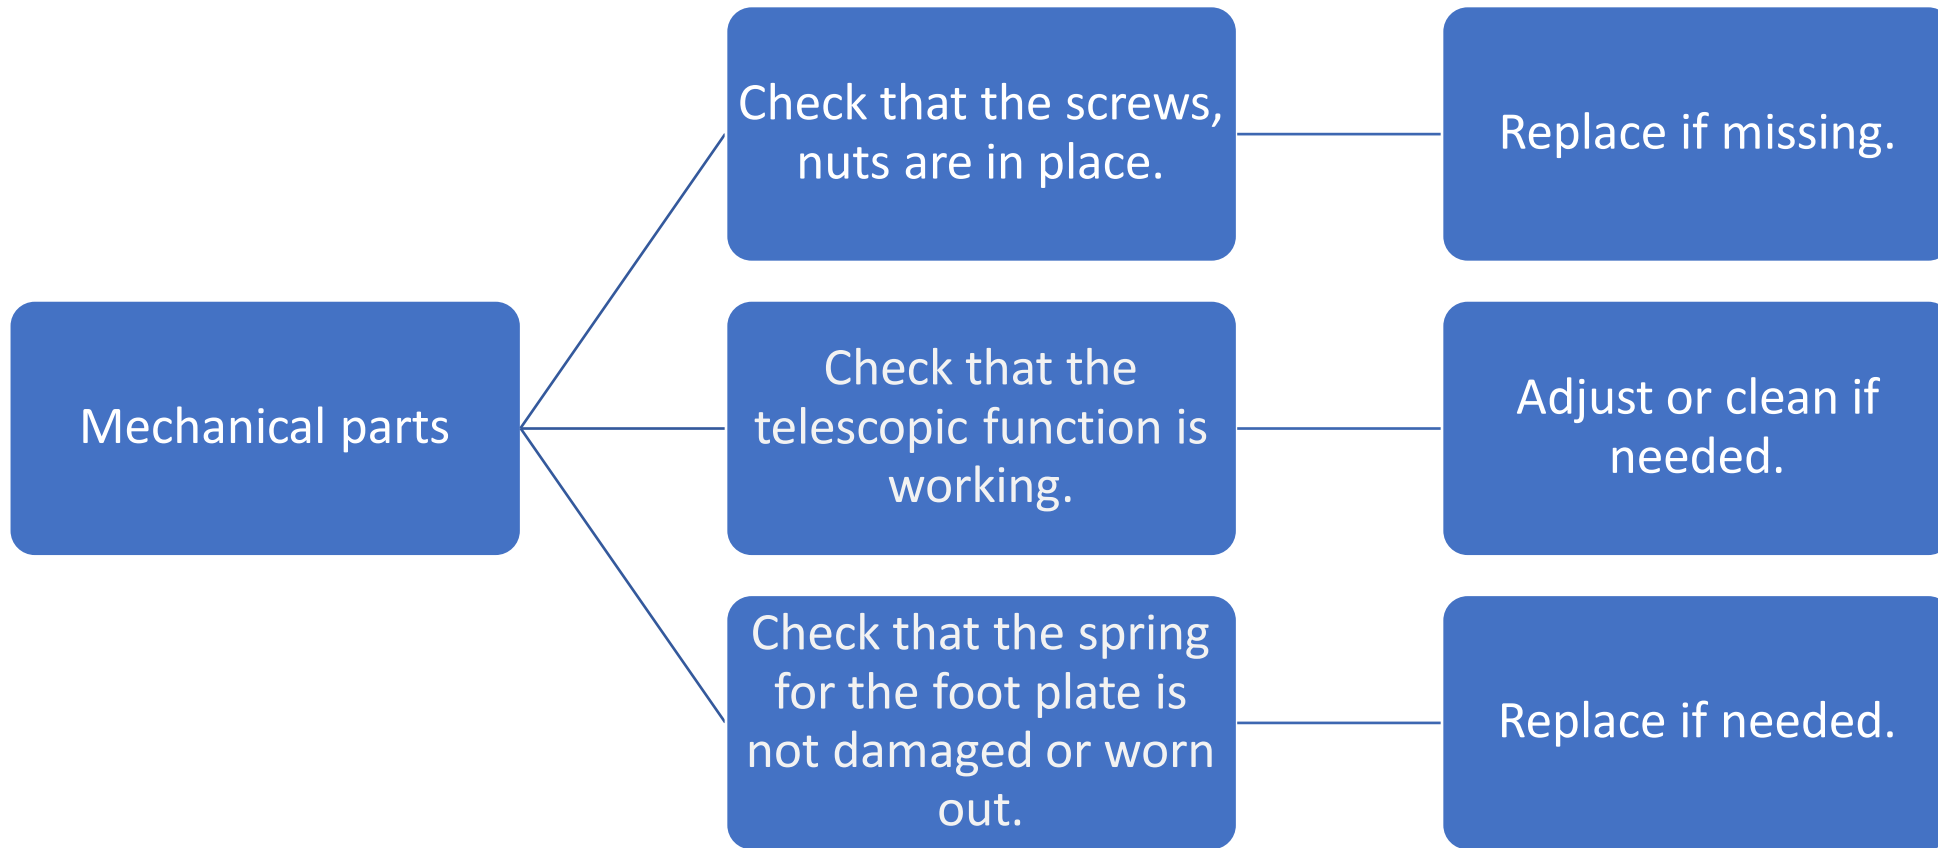 Mechanical parts
Check that the screws,
nuts are in place.
Replace if missing.
Check that the
telescopic function is
working.
Adjust or clean if
needed.
Check that the spring
for the foot plate is
not damaged or worn
out.
Replace if needed.